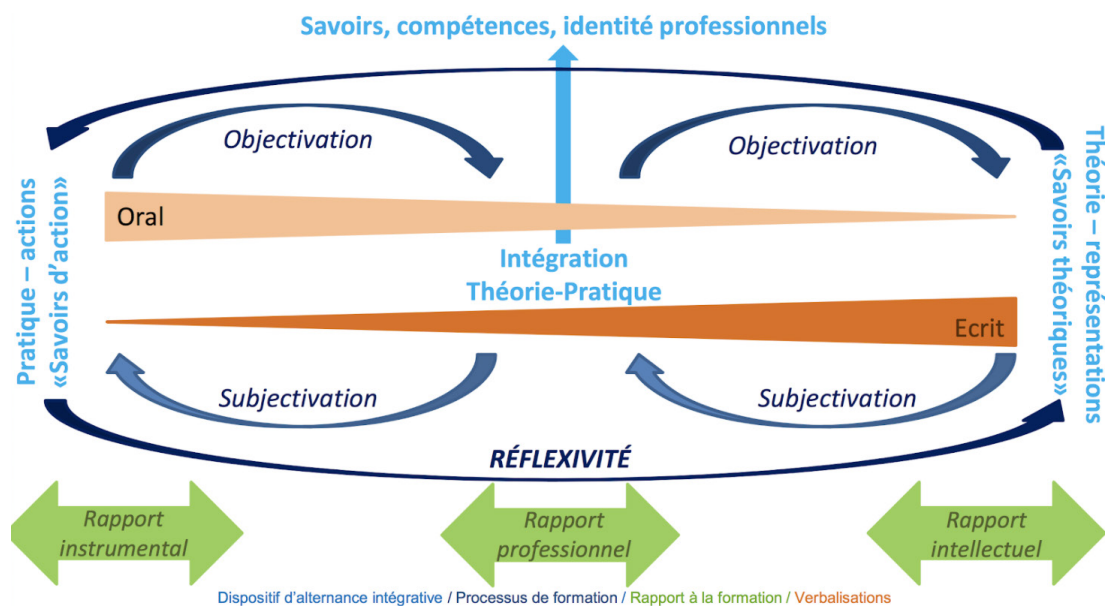 Savoirs, compétences, identité professionnels
Objectivation
Objectivation
Pratique – actions
«Savoirs d’action»
Théorie – représentations
«Savoirs théoriques»
Oral
Intégration
Théorie-Pratique
Ecrit
Subjectivation
Subjectivation
RÉFLEXIVITÉ
Rapport
instrumental
Rapport
professionnel
Rapport
intellectuel
Dispositif d’alternance intégrative / Processus de formation / Rapport à la formation / Verbalisations